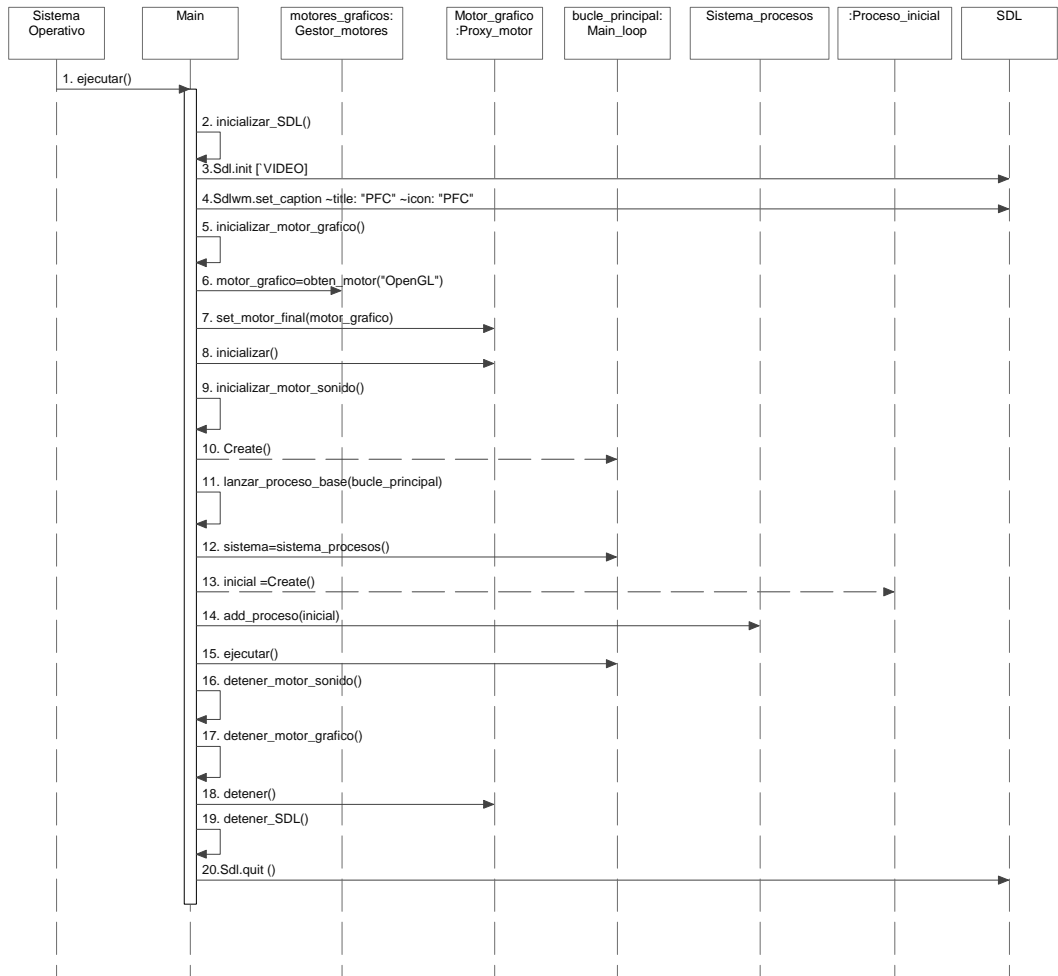 Sistema
Operativo
Main
motores_graficos:
Gestor_motores
Motor_grafico
:Proxy_motor
bucle_principal:
Main_loop
Sistema_procesos
:Proceso_inicial
SDL
1. ejecutar()
2. inicializar_SDL()
3.Sdl.init [`VIDEO]
4.Sdlwm.set_caption ~title: "PFC" ~icon: "PFC"
5. inicializar_motor_grafico()
6. motor_grafico=obten_motor("OpenGL")
7. set_motor_final(motor_grafico)
8. inicializar()
9. inicializar_motor_sonido()
10. Create()
11. lanzar_proceso_base(bucle_principal)
12. sistema=sistema_procesos()
13. inicial =Create()
14. add_proceso(inicial)
15. ejecutar()
16. detener_motor_sonido()
17. detener_motor_grafico()
18. detener()
19. detener_SDL()
20.Sdl.quit ()